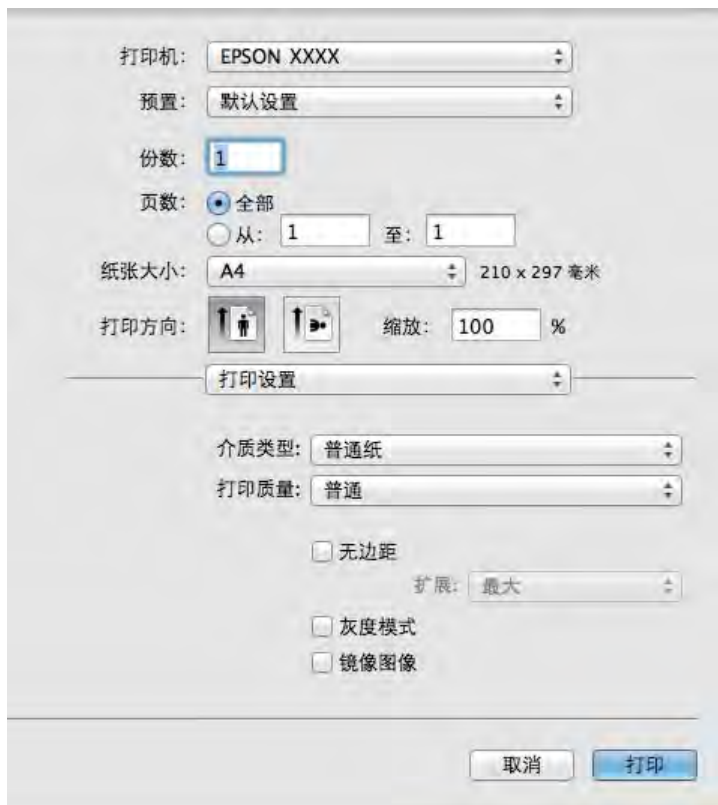 打印机: EPSON XXXX
预置: 默认设置
份数: 1
页数: 全部
从: 1 至: 1
纸张大小: A4 210 x 297 毫米
打印方向: 缩放: 100 %
打印设置
介质类型: 普通纸
打印质量: 普通
无边距
扩展: 最大
灰度模式
镜像图像
取消 打印